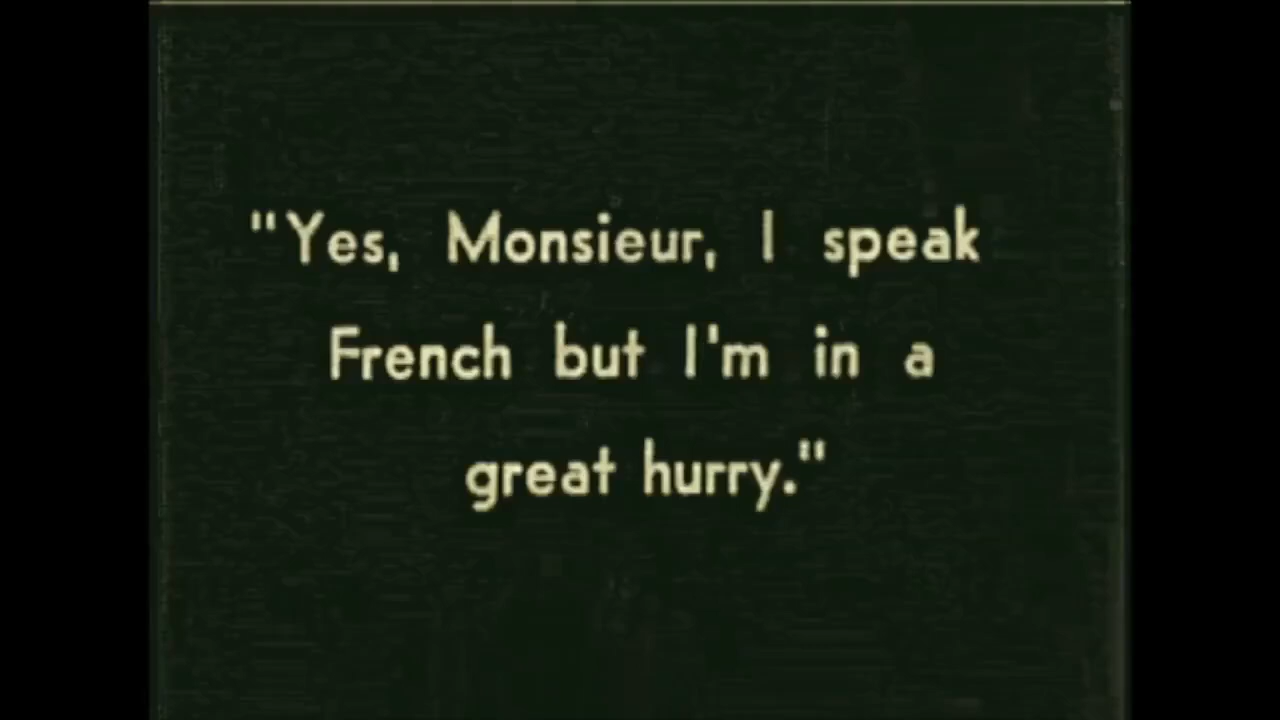 "Yes, Monsieur, I speak
French but I'm in a
great hurry."